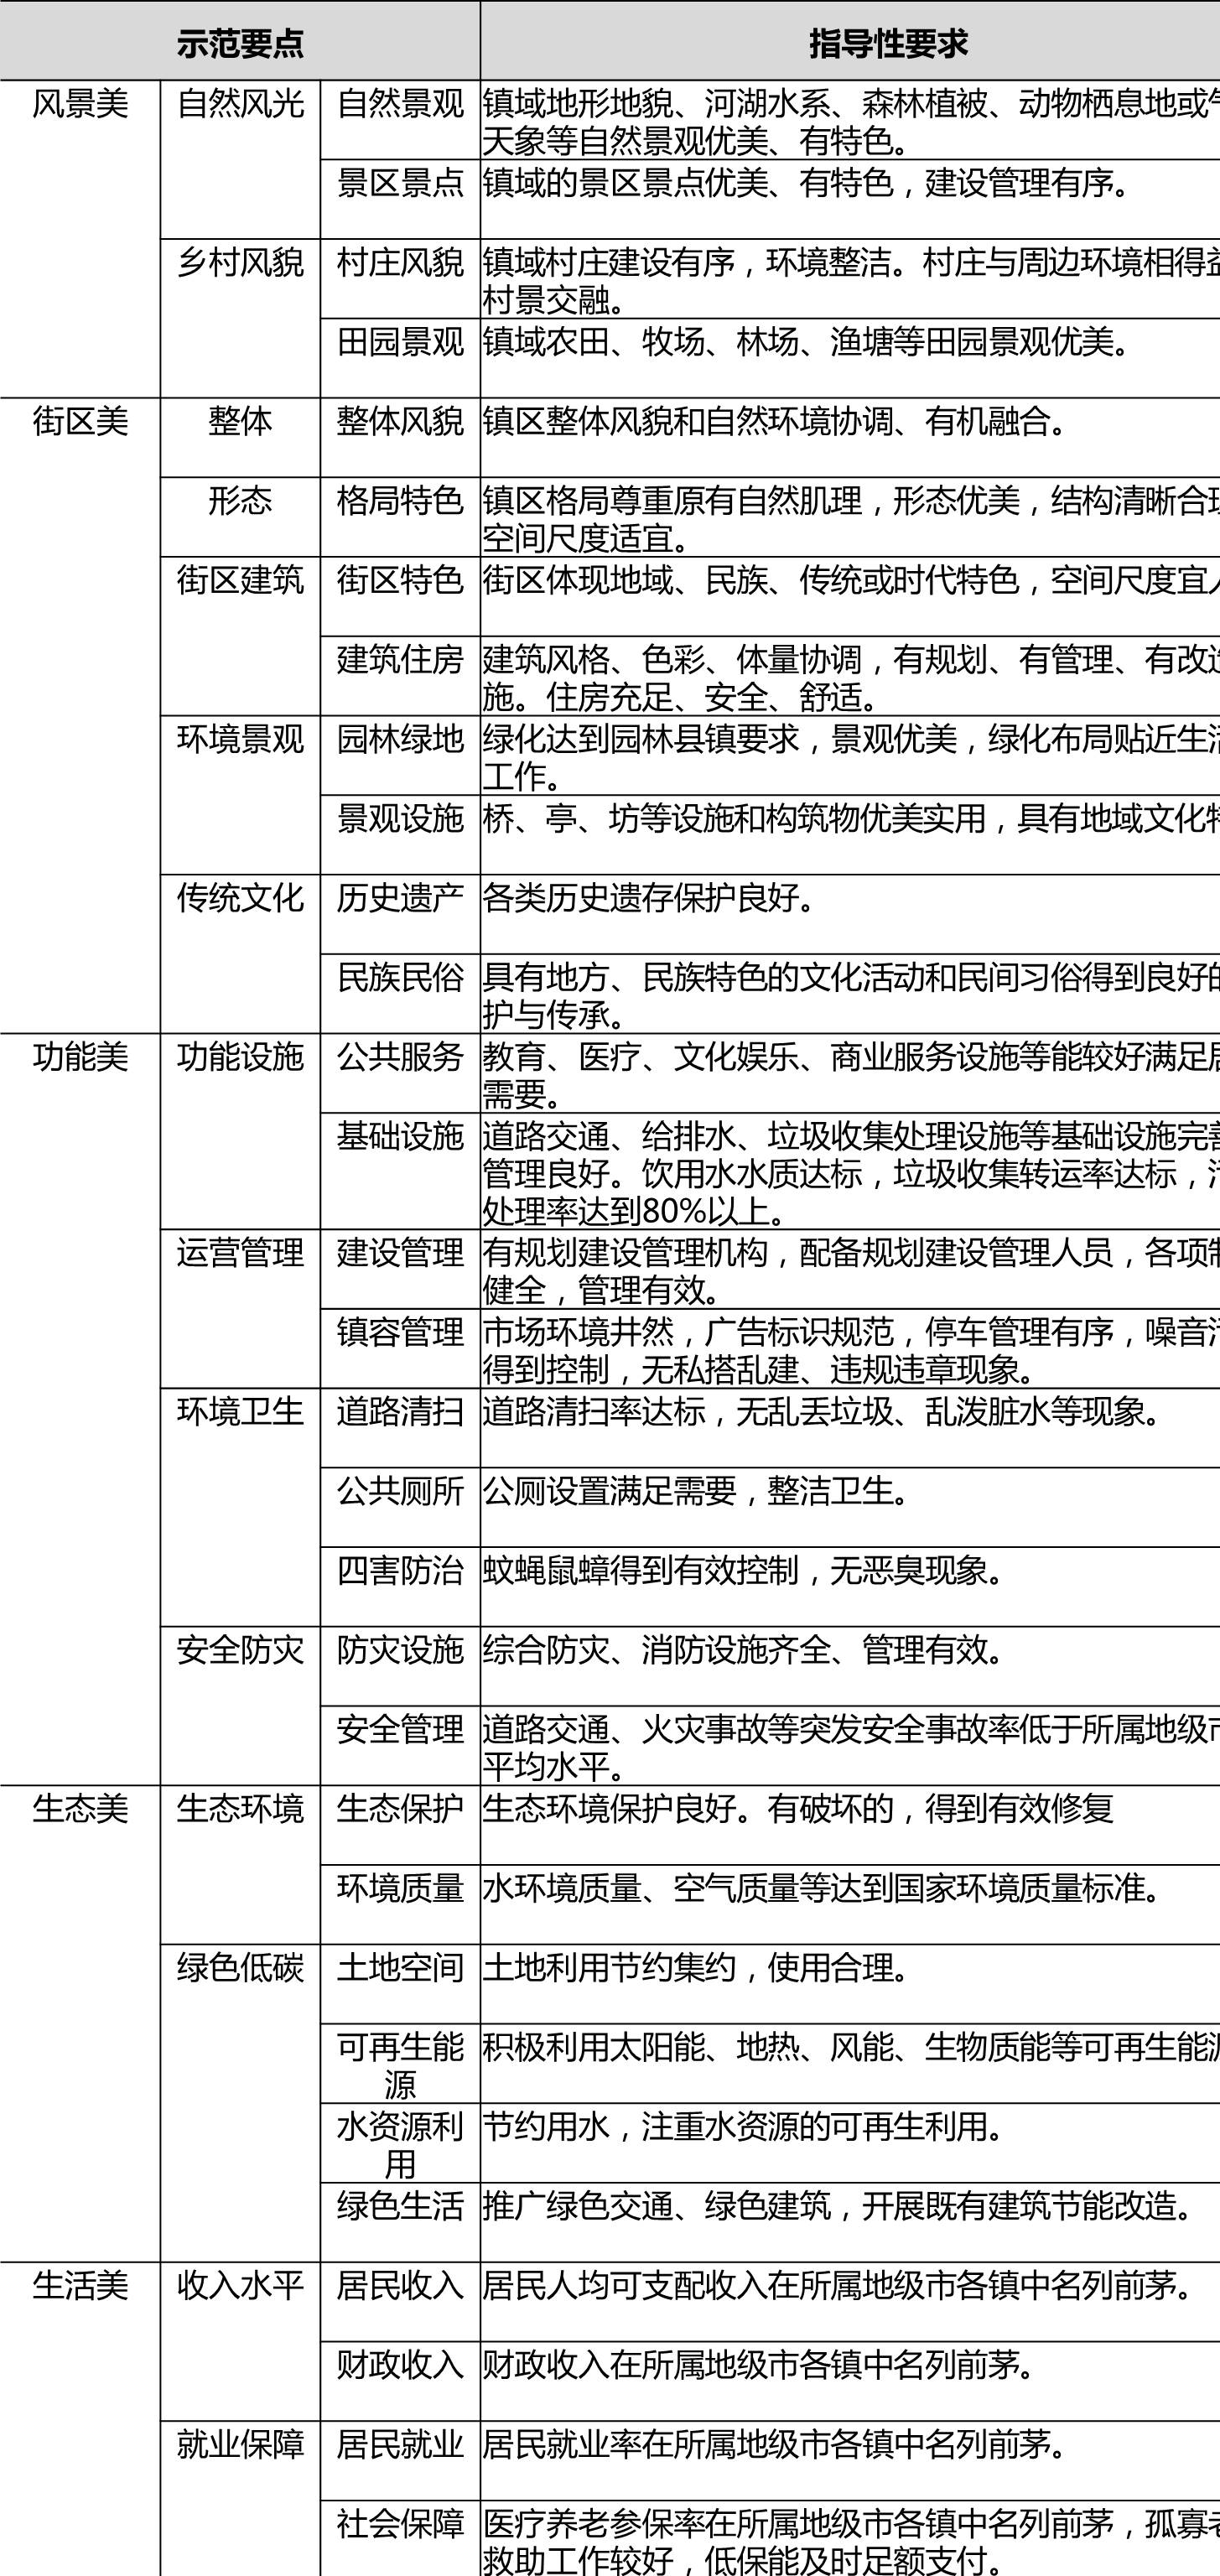 示范要点 指导性要求
风景美 自然风光 自然景观 镇域地形地貌、河湖水系、森林植被、动物栖息地或
天象等自然景观优美、有特色。
景区景点 镇域的景区景点优美、有特色，建设管理有序。
乡村风貌 村庄风貌 镇域村庄建设有序，环境整洁。村庄与周边环境相得益
村景交融。
田园景观 镇域农田、牧场、林场、渔塘等田园景观优美。
街区美 整体 整体风貌 镇区整体风貌和自然环境协调、有机融合。
形态 格局特色 镇区格局尊重原有自然肌理，形态优美，结构清晰合理
空间尺度适宜。
街区建筑 街区特色 街区体现地域、民族、传统或时代特色，空间尺度宜人
建筑住房 建筑风格、色彩、体量协调，有规划、有管理、有改造
施。住房充足、安全、舒适。
环境景观 园林绿地 绿化达到园林县镇要求，景观优美，绿化布局贴近生活
工作。
景观设施 桥、亭、坊等设施和构筑物优美实用，具有地域文化特
传统文化 历史遗产 各类历史遗存保护良好。
民族民俗 具有地方、民族特色的文化活动和民间习俗得到良好的
护与传承。
功能美 功能设施 公共服务 教育、医疗、文化娱乐、商业服务设施等能较好满足居
需要。
基础设施 道路交通、给排水、垃圾收集处理设施等基础设施完善
管理良好。饮用水水质达标，垃圾收集转运率达标，
处理率达到80%以上。
运营管理 建设管理 有规划建设管理机构，配备规划建设管理人员，各项制
健全，管理有效。
镇容管理 市场环境井然，广告标识规范，停车管理有序，噪音
得到控制，无私搭乱建、违规违章现象。
环境卫生 道路清扫 道路清扫率达标，无乱丢垃圾、乱泼脏水等现象。
公共厕所 公厕设置满足需要，整洁卫生。
四害防治 蚊蝇鼠蟑得到有效控制，无恶臭现象。
安全防灾 防灾设施 综合防灾、消防设施齐全、管理有效。
安全管理 道路交通、火灾事故等突发安全事故率低于所属地级市
平均水平。
生态美 生态环境 生态保护 生态环境保护良好。有破坏的，得到有效修复
环境质量 水环境质量、空气质量等达到国家环境质量标准。
绿色低碳 土地空间 土地利用节约集约，使用合理。
可再生能 积极利用太阳能、地热、风能、生物质能等可再生能源
源
水资源利 节约用水，注重水资源的可再生利用。
用
绿色生活 推广绿色交通、绿色建筑，开展既有建筑节能改造。
生活美 收入水平 居民收入 居民人均可支配收入在所属地级市各镇中名列前茅。
财政收入 财政收入在所属地级市各镇中名列前茅。
就业保障 居民就业 居民就业率在所属地级市各镇中名列前茅。
社会保障 医疗养老参保率在所属地级市各镇中名列前茅，孤寡老
救助工作较好，低保能及时足额支付。